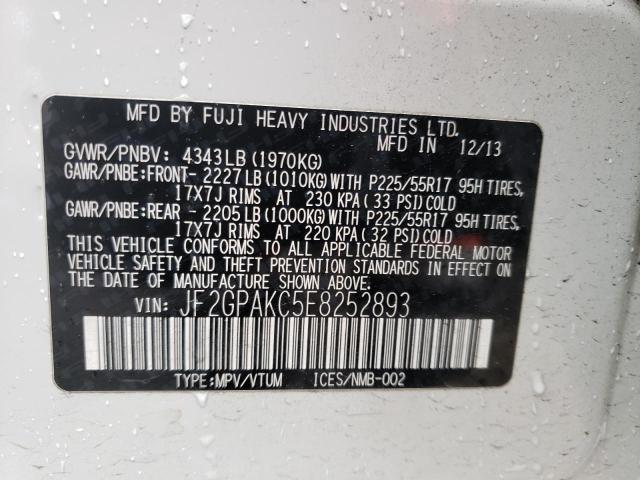 MFD BY FUJI HEAVY INDUSTRIES LTD.
MFD IN 12/13
GVWR/PNBV: 4343LB (1970KG)
GAWR/PNBE:FRONT- 2227LB(1010KG)WITH P225/55R17 95H TIRES,
17X7J RIMS AT 230 KPA ( 33 PSI)COLD
GAWR/PNBE:REAR - 2205LB(1000KG)WITH P225/55R17 95H TIRES,
17X7J RIMS AT 220 KPA ( 32 PSI)COLD
THIS VEHICLE CONFORMS TO ALL APPLICABLE FEDERAL MOTOR
VEHICLE SAFETY AND THEFT PREVENTION STANDARDS IN EFFECT ON
THE DATE OF MANUFACTURE SHOWN ABOVE.
VIN: JF2GPAKC5E8252893
TYPE:MPV/VTUM ICES/NMB-002